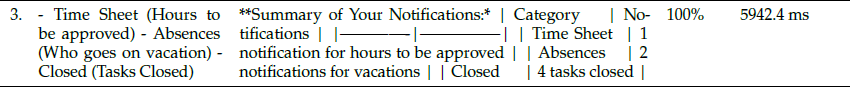 3. - Time Sheet (Hours to **Summary of Your Notifications:* | Category | No- 100% 5942.4 ms
be approved) - Absences tifications | |————|————–| | Time Sheet | 1
(Who goes on vacation) - notification for hours to be approved | | Absences | 2
Closed (Tasks Closed) notifications for vacations | | Closed | 4 tasks closed |